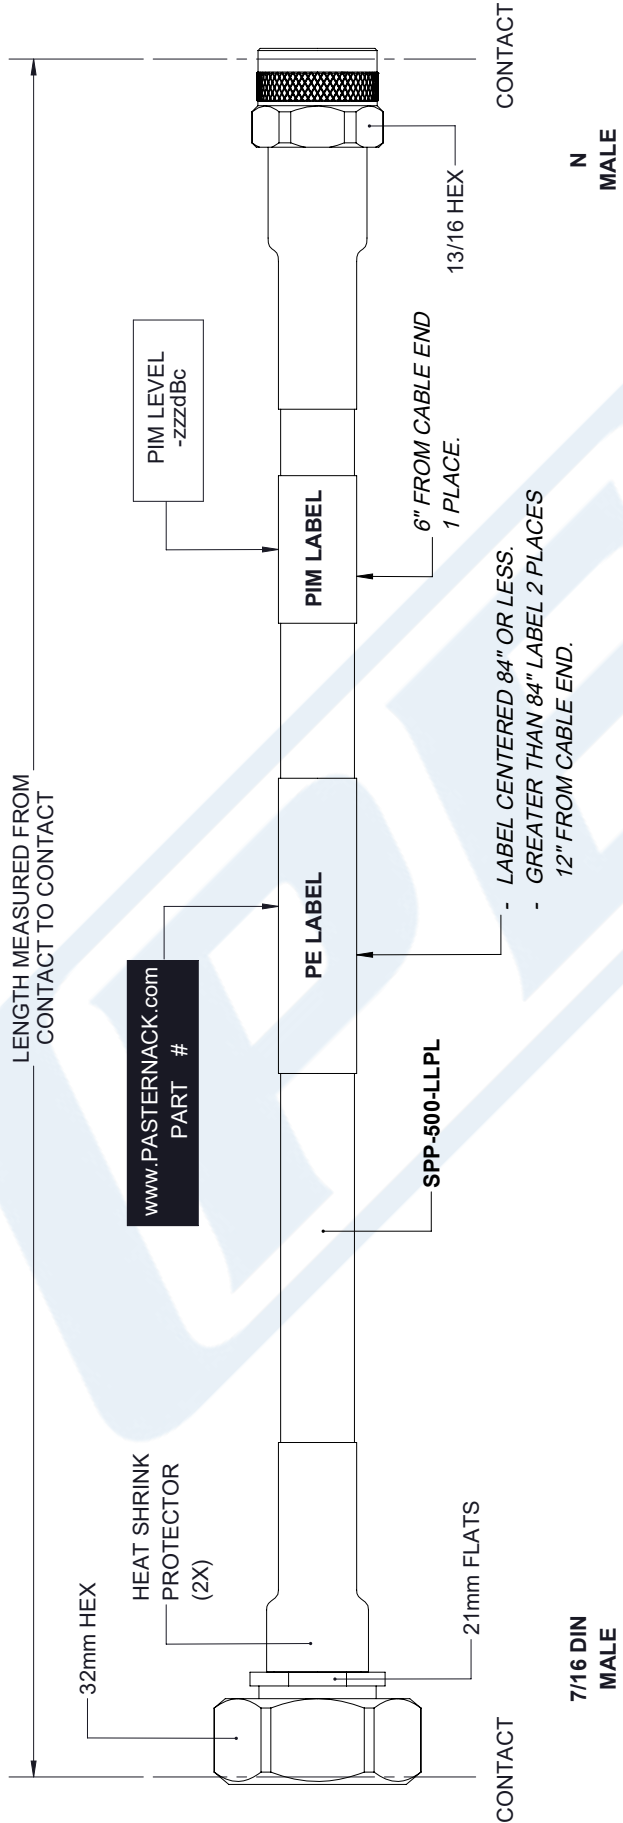 LENGTH MEASURED FROM
CONTACT TO CONTACT
32mm HEX
HEAT SHRINK
PROTECTOR
(2X)
www.PASTERNACK.com
PART #
PIM LEVEL
-zzzdBc
PE LABEL
PIM LABEL
SPP-500-LLPL
21mm FLATS
6" FROM CABLE END
1 PLACE.
13/16 HEX
- LABEL CENTERED 84" OR LESS.
- GREATER THAN 84" LABEL 2 PLACES
12" FROM CABLE END.
CONTACT
CONTACT
7/16 DIN
MALE
N
MALE